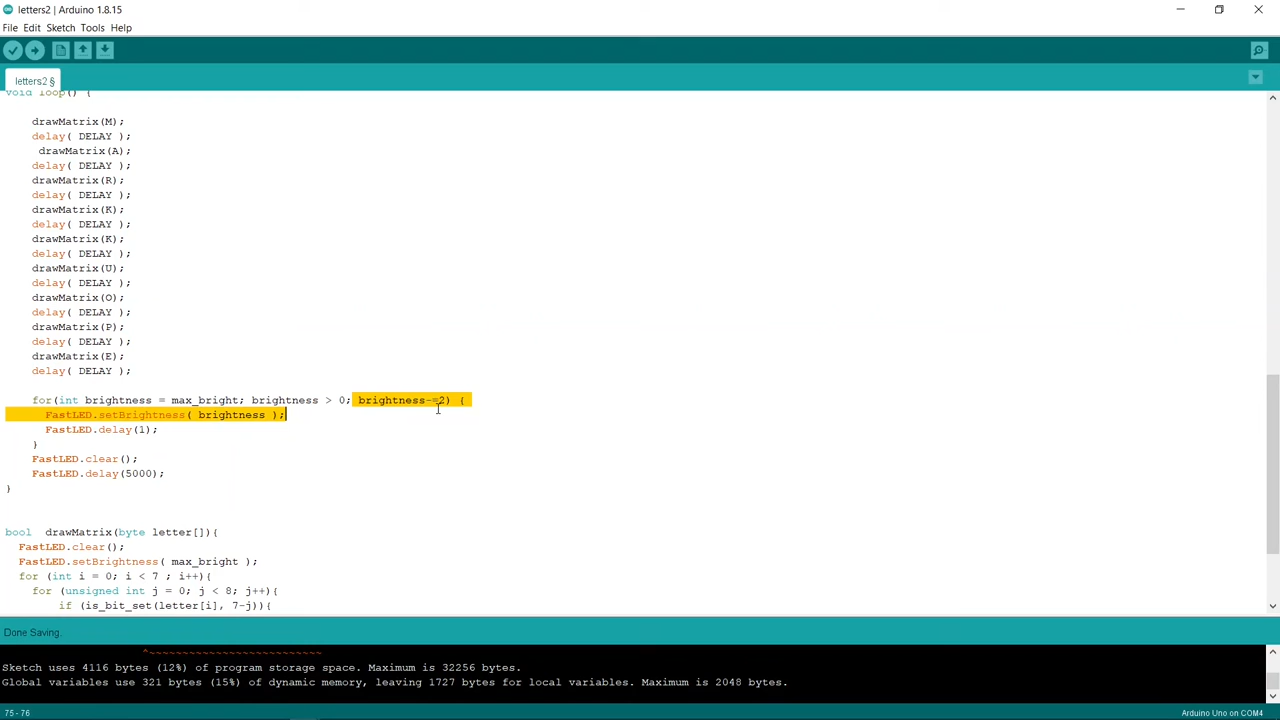 letters2 | Arduino 1.8.15
File Edit Sketch Tools Help
letters2 §
void loop() {
drawMatrix(M);
delay( DELAY );
drawMatrix(A);
delay( DELAY );
drawMatrix(R);
delay( DELAY );
drawMatrix(K);
delay( DELAY );
drawMatrix(K);
delay( DELAY );
drawMatrix(U);
delay( DELAY );
drawMatrix(O);
delay( DELAY );
drawMatrix(P);
delay( DELAY );
drawMatrix(E);
delay( DELAY );
for(int brightness = max_bright; brightness > 0; brightness-=2) {
FastLED.setBrightness( brightness );
FastLED.delay(1);
}
FastLED.clear();
FastLED.delay(5000);
}
bool drawMatrix(byte letter[]){
FastLED.clear();
FastLED.setBrightness( max_bright );
for (int i = 0; i < 7 ; i++){
for (unsigned int j = 0; j < 8; j++){
if (is_bit_set(letter[i], 7-j)){
Done Saving.
^~~~~~~~~~~~~~~~~~~~~~~~~~
Sketch uses 4116 bytes (12%) of program storage space. Maximum is 32256 bytes.
Global variables use 321 bytes (15%) of dynamic memory, leaving 1727 bytes for local variables. Maximum is 2048 bytes.
75 - 76
Arduino Uno on COM4